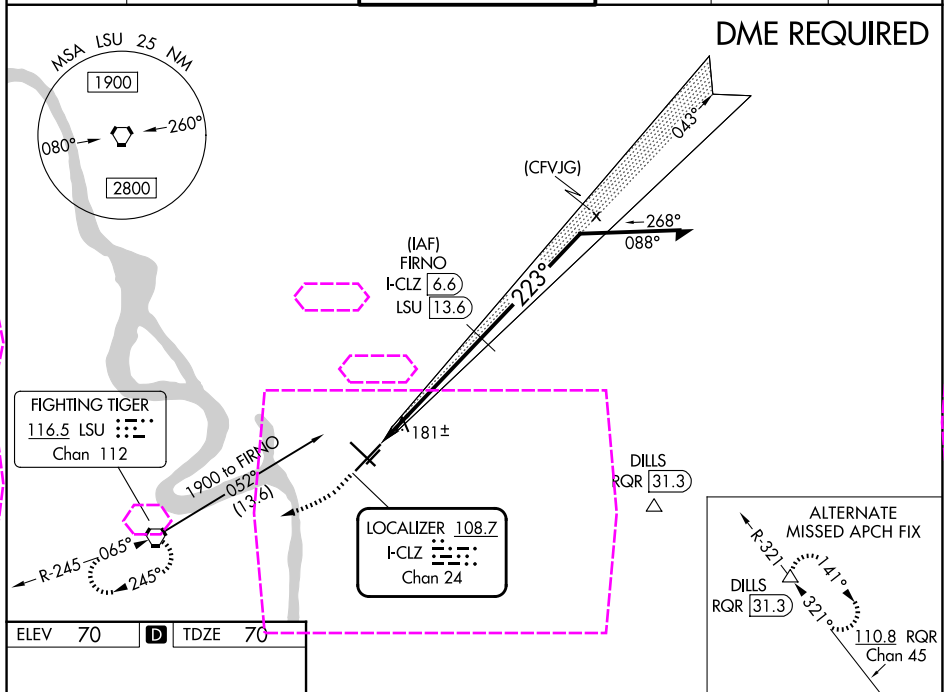 DME REQUIRED
MSA LSU 25 NM
1900
080°
260°
2800
043°
(CFVJG)
268°
088°
223°
(IAF)
FIRNO
I-CLZ 6.6
LSU 13.6
181±
FIGHTING TIGER
116.5 LSU
Chan 112
1900 to FIRNO
052°
(13.6)
R-245
065°
245°
LOCALIZER 108.7
I-CLZ
Chan 24
DILLS
RQR 31.3
ALTERNATE
MISSED APCH FIX
R-321
141°
DILLS
RQR 31.3
321°
110.8 RQR
Chan 45
ELEV 70 D TDZE 70